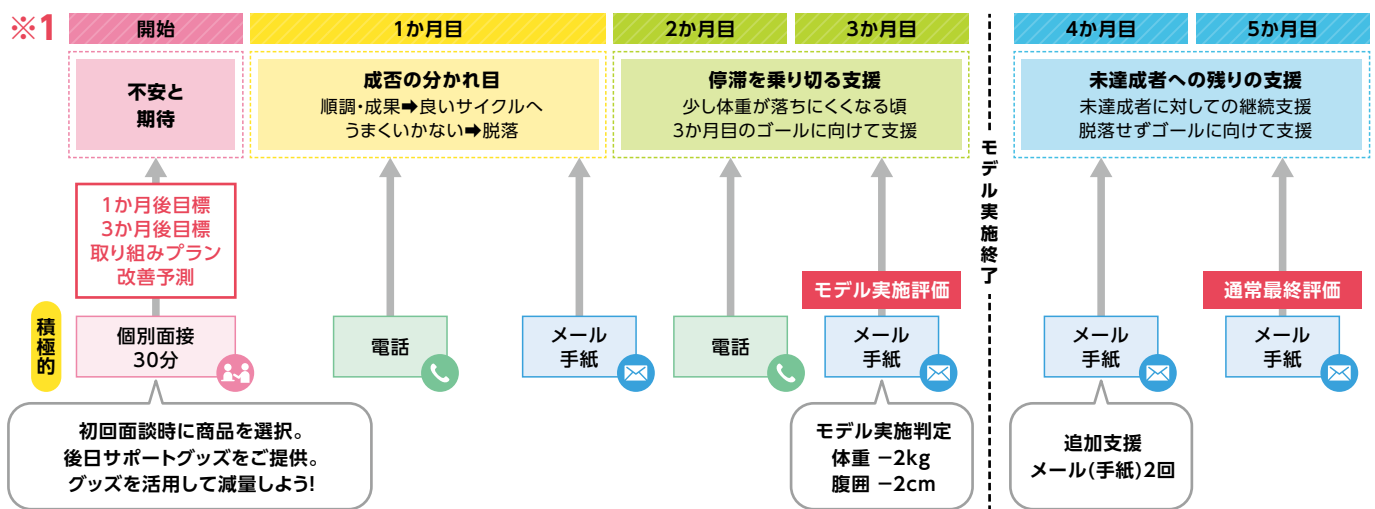 ※1
開始
1か月目
2か月目
3か月目
4か月目
5か月目
不安と
期待
成否の分かれ目
順調・成果➡良いサイクルへ
うまくいかない➡脱落
停滞を乗り切る支援
少し体重が落ちにくくなる頃
3か月目のゴールに向けて支援
未達成者への残りの支援
未達成者に対しての継続支援
脱落せずゴールに向けて支援
モデル実施終了
1か月後目標
3か月後目標
取り組みプラン
改善予測
モデル実施評価
通常最終評価
積極的
個別面接
30分
電話
メール
手紙
電話
メール
手紙
メール
手紙
メール
手紙
初回面談時に商品を選択。
後日サポートグッズをご提供。
グッズを活用して減量しよう!
モデル実施判定
体重 −2kg
腹囲 −2cm
追加支援
メール(手紙)2回